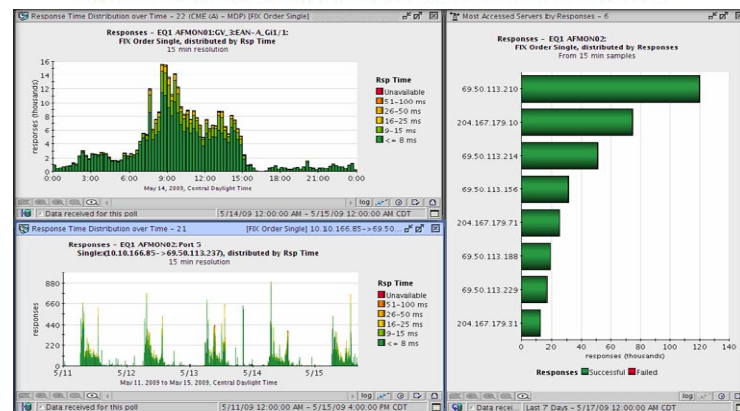 Response Time Distribution over Time - 22 (CME (A) - MDP) [FIX Order Single]
Responses - EQ1 AFMON01:GV_3:EAN-A_Gi1/1:
FIX Order Single, distributed by Rsp Time
15 min resolution
responses (thousands)
16
14
12
10
8
6
4
2
0
0:00 3:00 6:00 9:00 12:00 15:00 18:00 21:00 0:00
May 14, 2009, Central Daylight Time
Rsp Time
Unavailable
51-100 ms
26-50 ms
16-25 ms
9-15 ms
<= 8 ms
log
Data received for this poll
5/14/09 12:00:00 AM - 5/15/09 12:00:00 AM CDT
Response Time Distribution over Time - 21 [FIX Order Single] 10.10.166.85->69.50...
Responses - EQ1 AFMON02:Port 5
Single:(10.10.166.85->69.50.113.237), distributed by Rsp Time
15 min resolution
responses
880
660
440
220
0
5/11 5/12 5/13 5/14 5/15
May 11, 2009 to May 15, 2009, Central Daylight Time
Rsp Time
Unavailable
51-100 ms
26-50 ms
16-25 ms
9-15 ms
<= 8 ms
log
Data received for this poll
5/11/09 12:00:00 AM - 5/15/09 4:00:00 PM CDT
Most Accessed Servers by Responses - 6
Responses - EQ1 AFMON02:
FIX Order Single, distributed by Responses
From 15 min samples
69.50.113.210
204.167.179.10
69.50.113.214
69.50.113.156
204.167.179.71
69.50.113.188
69.50.113.229
204.167.179.31
0 20 40 60 80 100 120 140
responses (thousands)
Responses Successful Failed
log
Data recei...
Last 7 Days - 5/17/09 12:00:00 AM CDT